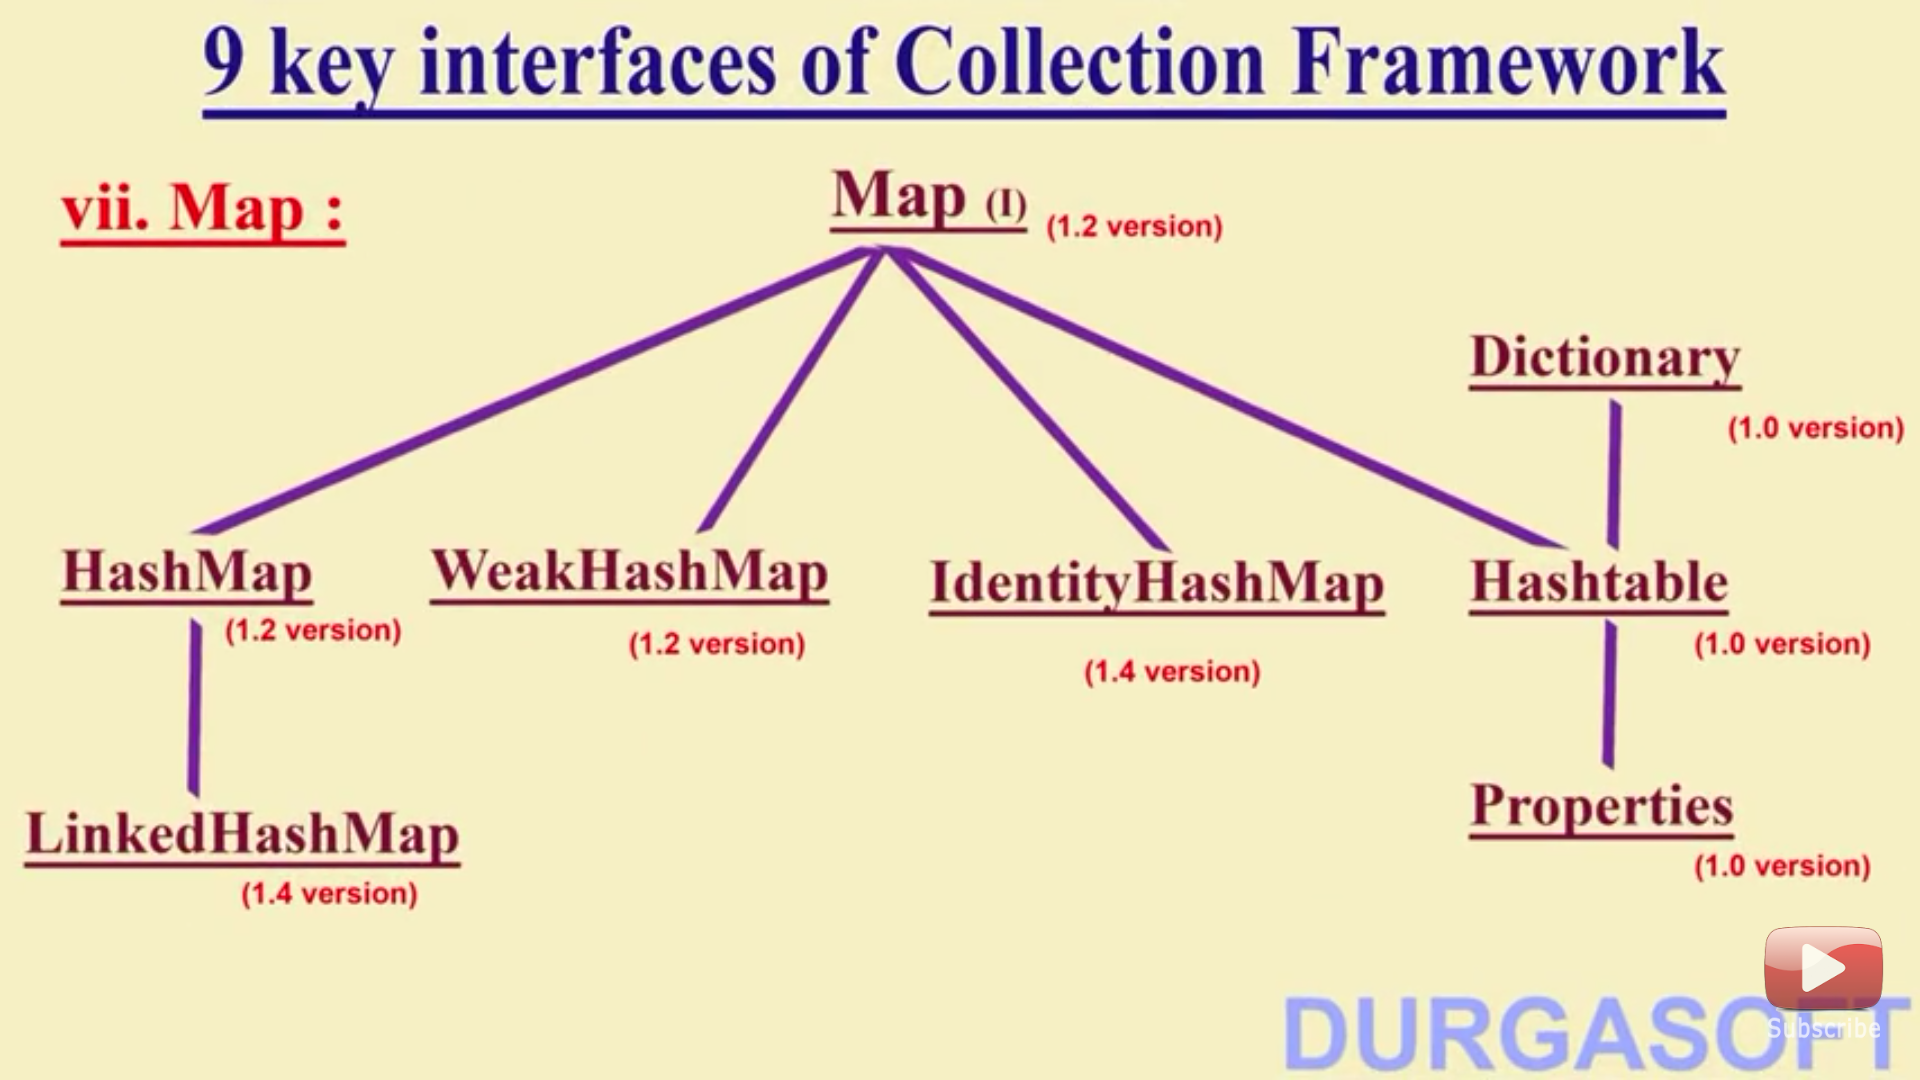 9 key interfaces of Collection Framework
vii. Map :
Map (I) (1.2 version)
Dictionary
(1.0 version)
HashMap
(1.2 version)
WeakHashMap
(1.2 version)
IdentityHashMap
(1.4 version)
Hashtable
(1.0 version)
LinkedHashMap
(1.4 version)
Properties
(1.0 version)
DURGASOFT
Subscribe